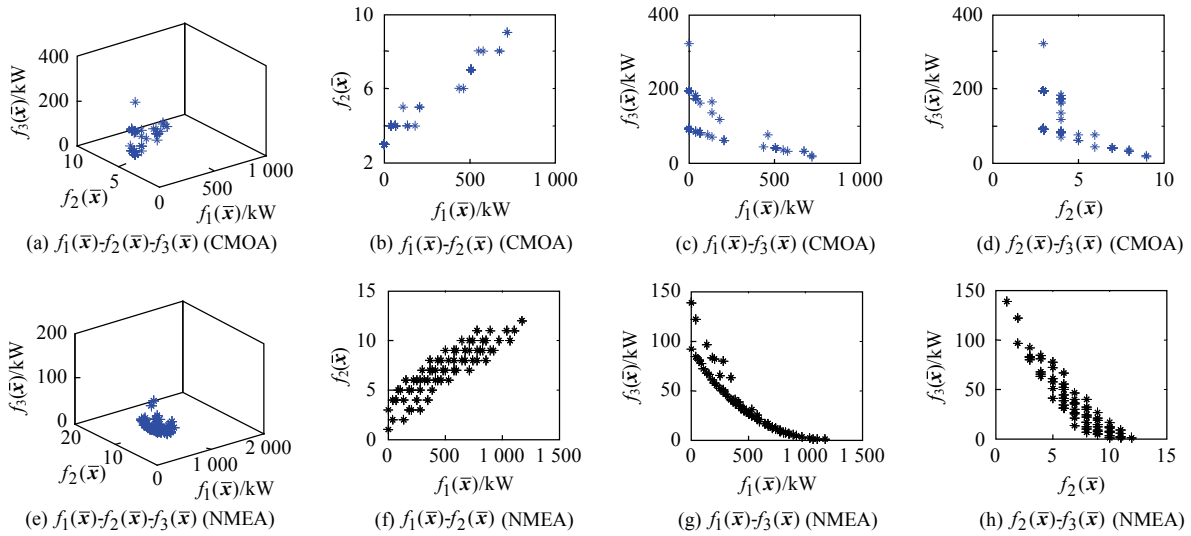 400
200
0
10
5
0
500
1 000
f₃(x̄)/kW
f₂(x̄)
f₁(x̄)/kW
(a) f₁(x̄)-f₂(x̄)-f₃(x̄) (CMOA)
10
8
6
4
2
0
500
1 000
f₂(x̄)
f₁(x̄)/kW
(b) f₁(x̄)-f₂(x̄) (CMOA)
400
200
0
0
500
1 000
f₃(x̄)/kW
f₁(x̄)/kW
(c) f₁(x̄)-f₃(x̄) (CMOA)
400
200
0
0
5
10
f₃(x̄)/kW
f₂(x̄)
(d) f₂(x̄)-f₃(x̄) (CMOA)
200
100
0
20
10
0
1 000
2 000
f₃(x̄)/kW
f₂(x̄)
f₁(x̄)/kW
(e) f₁(x̄)-f₂(x̄)-f₃(x̄) (NMEA)
15
10
5
0
0
500
1 000
1 500
f₂(x̄)
f₁(x̄)/kW
(f) f₁(x̄)-f₂(x̄) (NMEA)
150
100
50
0
0
500
1 000
1 500
f₃(x̄)/kW
f₁(x̄)/kW
(g) f₁(x̄)-f₃(x̄) (NMEA)
150
100
50
0
0
5
10
15
f₃(x̄)/kW
f₂(x̄)
(h) f₂(x̄)-f₃(x̄) (NMEA)